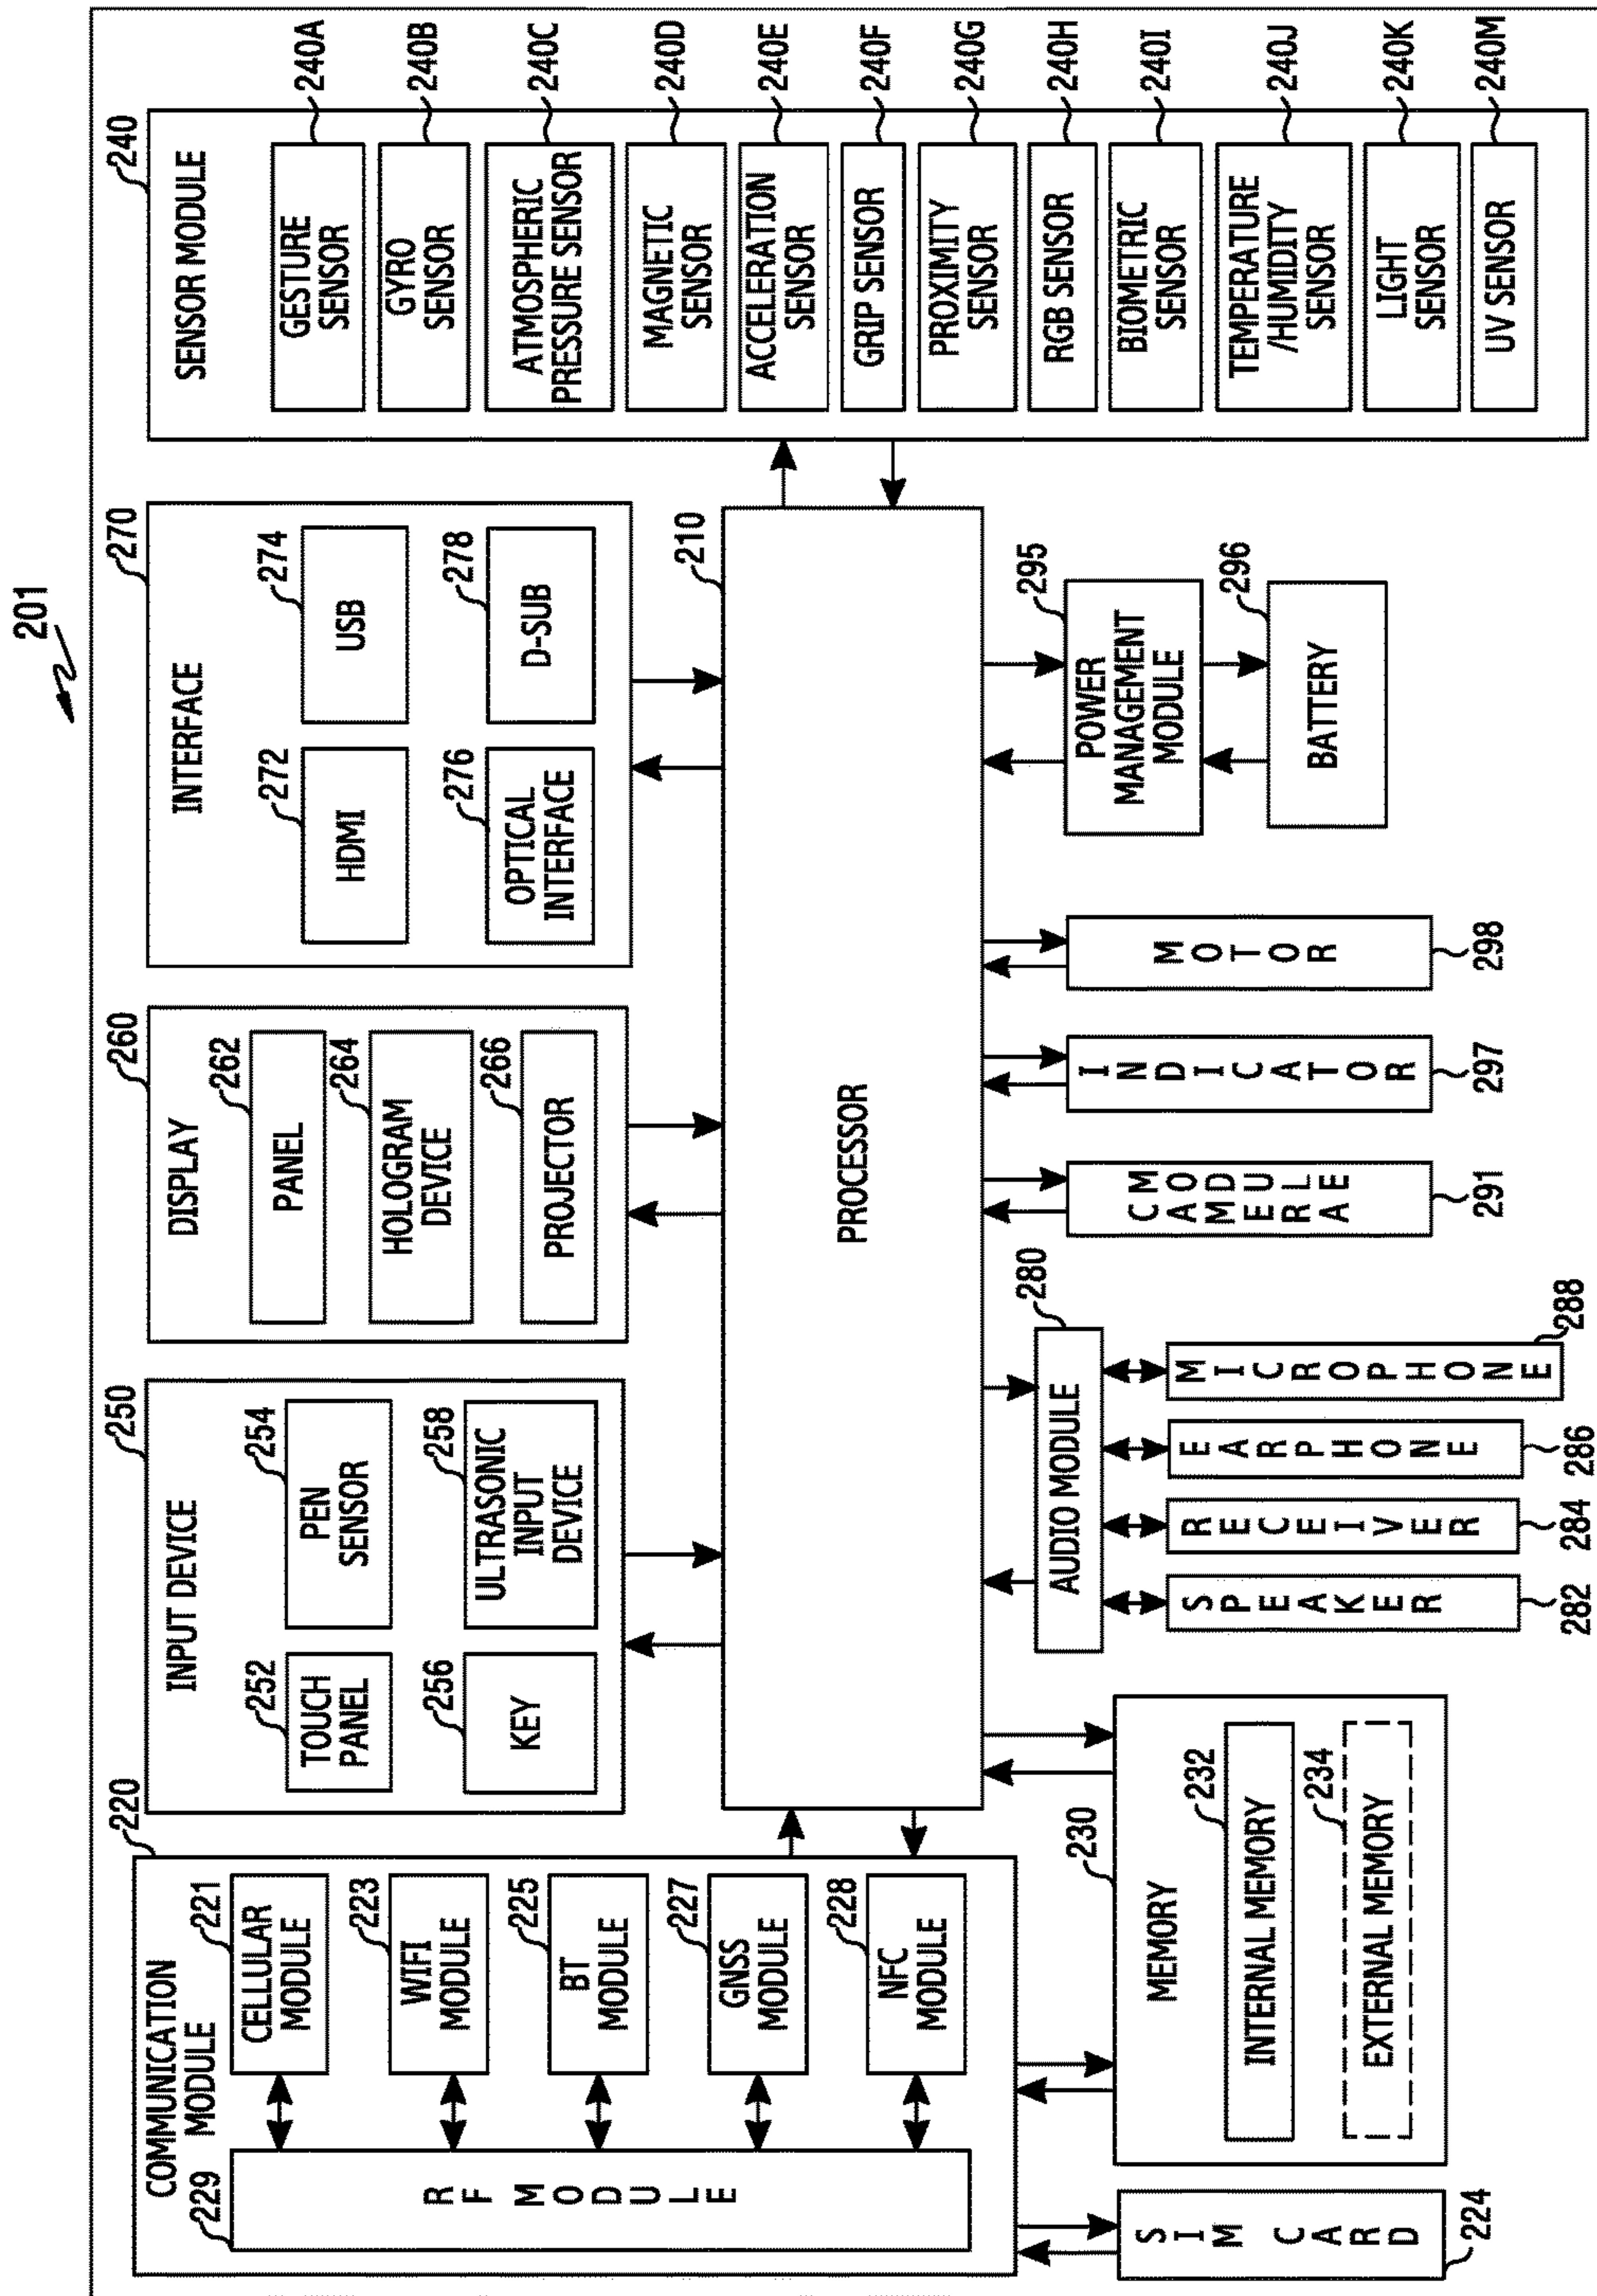 201
COMMUNICATION
MODULE
220
229
RF MODULE
221
CELLULAR
MODULE
223
WIFI
MODULE
225
BT
MODULE
227
GNSS
MODULE
228
NFC
MODULE
250
INPUT DEVICE
252
TOUCH
PANEL
254
PEN
SENSOR
256
KEY
258
ULTRASONIC
INPUT
DEVICE
260
DISPLAY
262
PANEL
264
HOLOGRAM
DEVICE
266
PROJECTOR
270
INTERFACE
272
HDMI
274
USB
276
OPTICAL
INTERFACE
278
D-SUB
240
SENSOR MODULE
GESTURE
SENSOR
240A
GYRO
SENSOR
240B
ATMOSPHERIC
PRESSURE SENSOR
240C
MAGNETIC
SENSOR
240D
ACCELERATION
SENSOR
240E
GRIP SENSOR
240F
PROXIMITY
SENSOR
240G
RGB SENSOR
240H
BIOMETRIC
SENSOR
240I
TEMPERATURE
/HUMIDITY
SENSOR
240J
LIGHT
SENSOR
240K
UV SENSOR
240M
210
PROCESSOR
SIM CARD
224
230
MEMORY
232
INTERNAL MEMORY
234
EXTERNAL MEMORY
280
AUDIO MODULE
SPEAKER
282
RECEIVER
284
EARPHONE
286
MICROPHONE
288
CAMERA
MODULE
291
INDICATOR
297
MOTOR
298
295
POWER
MANAGEMENT
MODULE
296
BATTERY